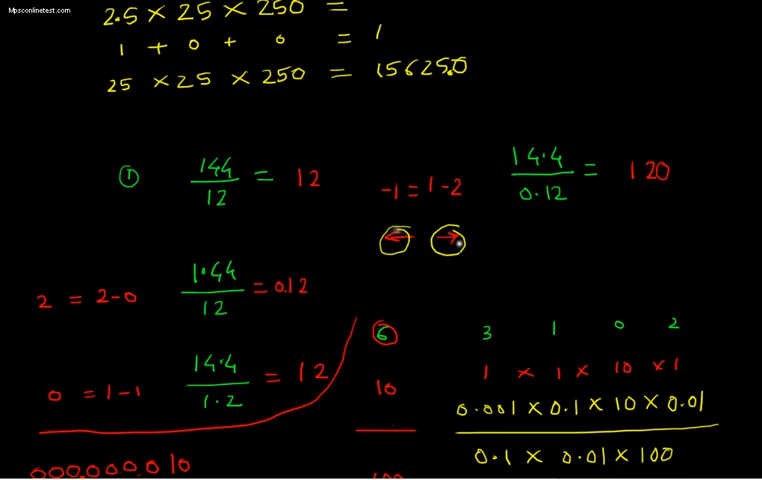 Mpsconlinetest.com
2.5 × 25 × 250 =
1 + 0 + 0 = 1
25 × 25 × 250 = 15625.0
① 144/12 = 12
-1 = 1-2
14.4/0.12 = 120
2 = 2-0 1.44/12 = 0.12
0 = 1-1 14.4/1.2 = 12
000,000.010
6
10
100
3 1 0 2
1 × 1 × 10 × 1
0.001 × 0.1 × 10 × 0.01
0.1 × 0.01 × 100